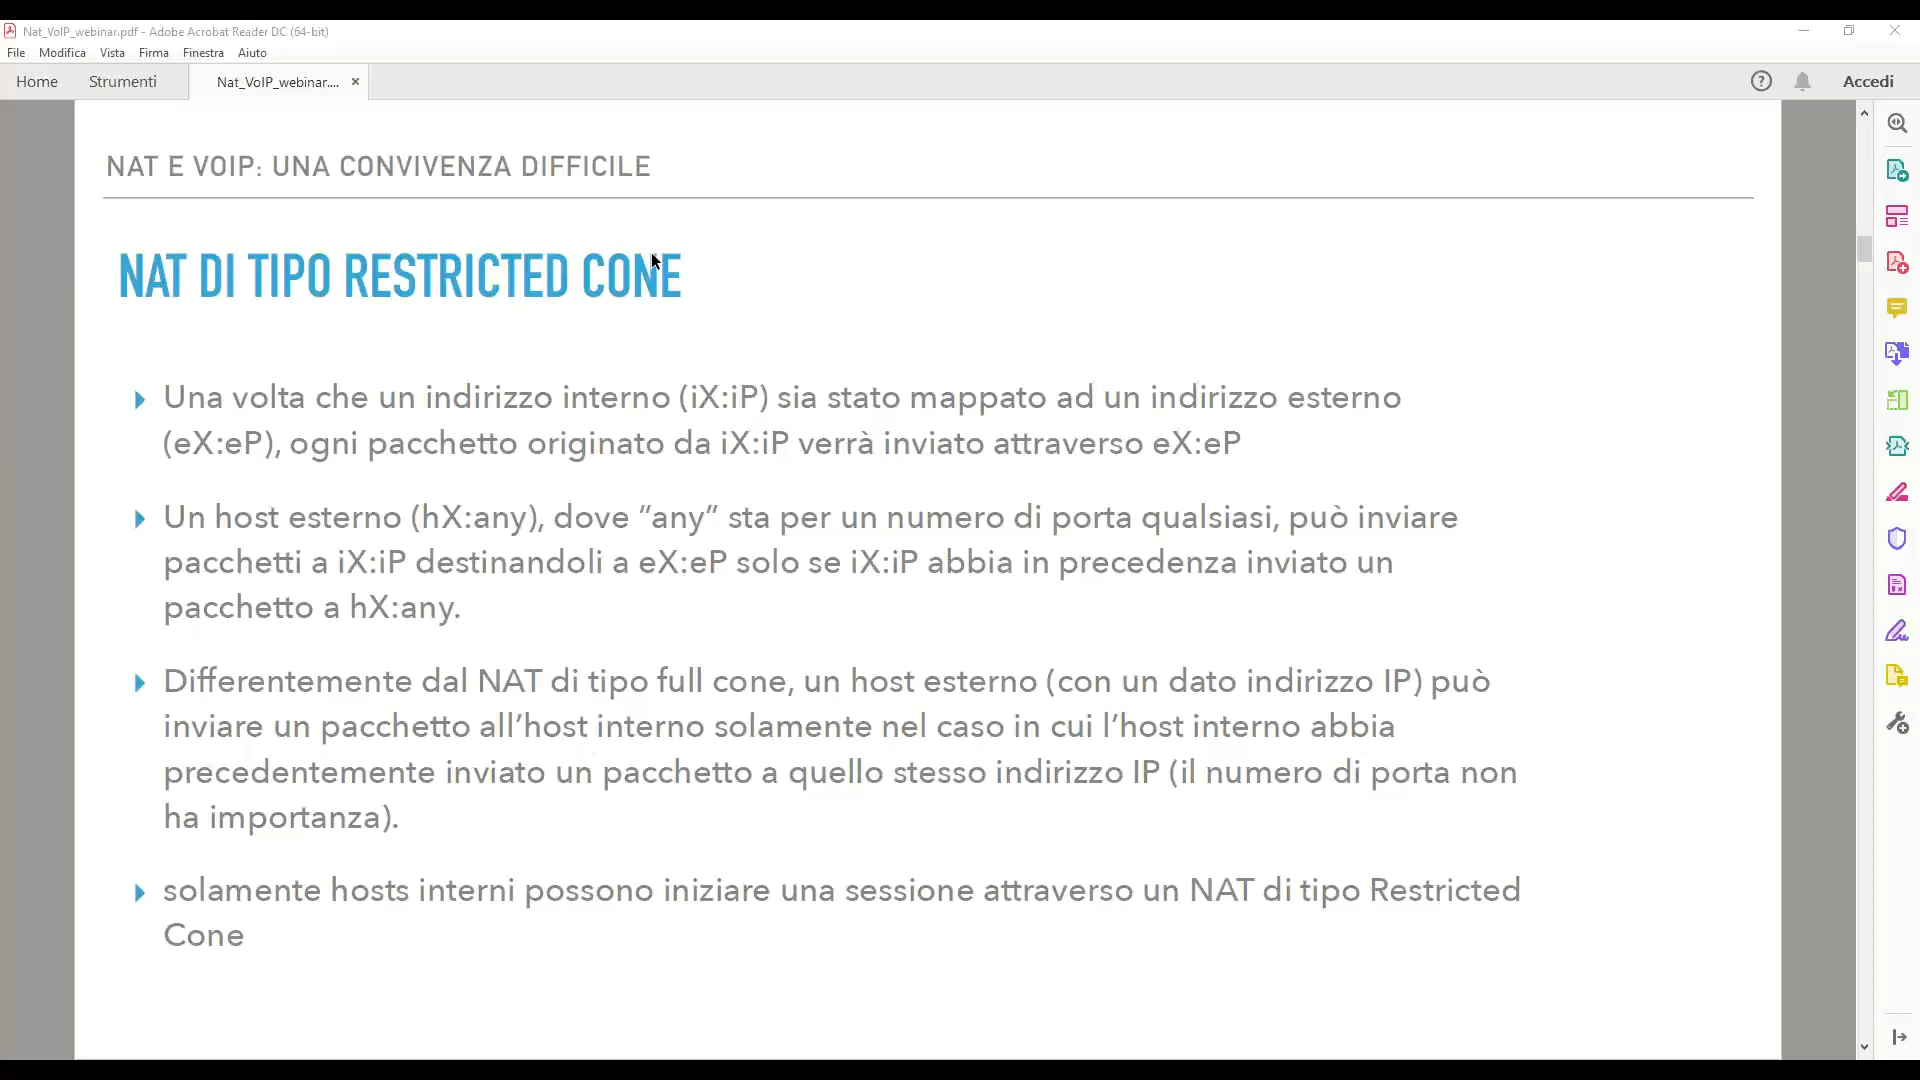 Nat_VoIP_webinar.pdf - Adobe Acrobat Reader DC (64-bit)
File Modifica Vista Firma Finestra Aiuto
Home Strumenti Nat_VoIP_webinar.... × ? Accedi
NAT E VOIP: UNA CONVIVENZA DIFFICILE
NAT DI TIPO RESTRICTED CONE
Una volta che un indirizzo interno (iX:iP) sia stato mappato ad un indirizzo esterno
(eX:eP), ogni pacchetto originato da iX:iP verrà inviato attraverso eX:eP
Un host esterno (hX:any), dove "any" sta per un numero di porta qualsiasi, può inviare
pacchetti a iX:iP destinandoli a eX:eP solo se iX:iP abbia in precedenza inviato un
pacchetto a hX:any.
Differentemente dal NAT di tipo full cone, un host esterno (con un dato indirizzo IP) può
inviare un pacchetto all'host interno solamente nel caso in cui l'host interno abbia
precedentemente inviato un pacchetto a quello stesso indirizzo IP (il numero di porta non
ha importanza).
solamente hosts interni possono iniziare una sessione attraverso un NAT di tipo Restricted
Cone